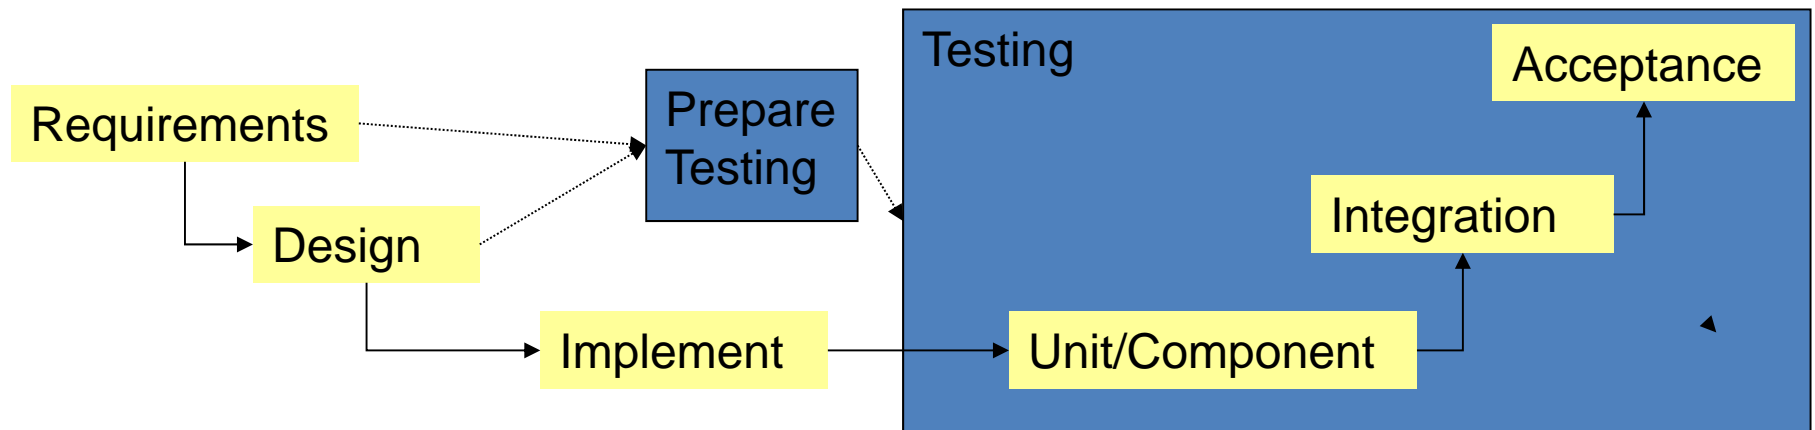 Requirements
Design
Implement
Prepare
Testing
Testing
Unit/Component
Integration
Acceptance